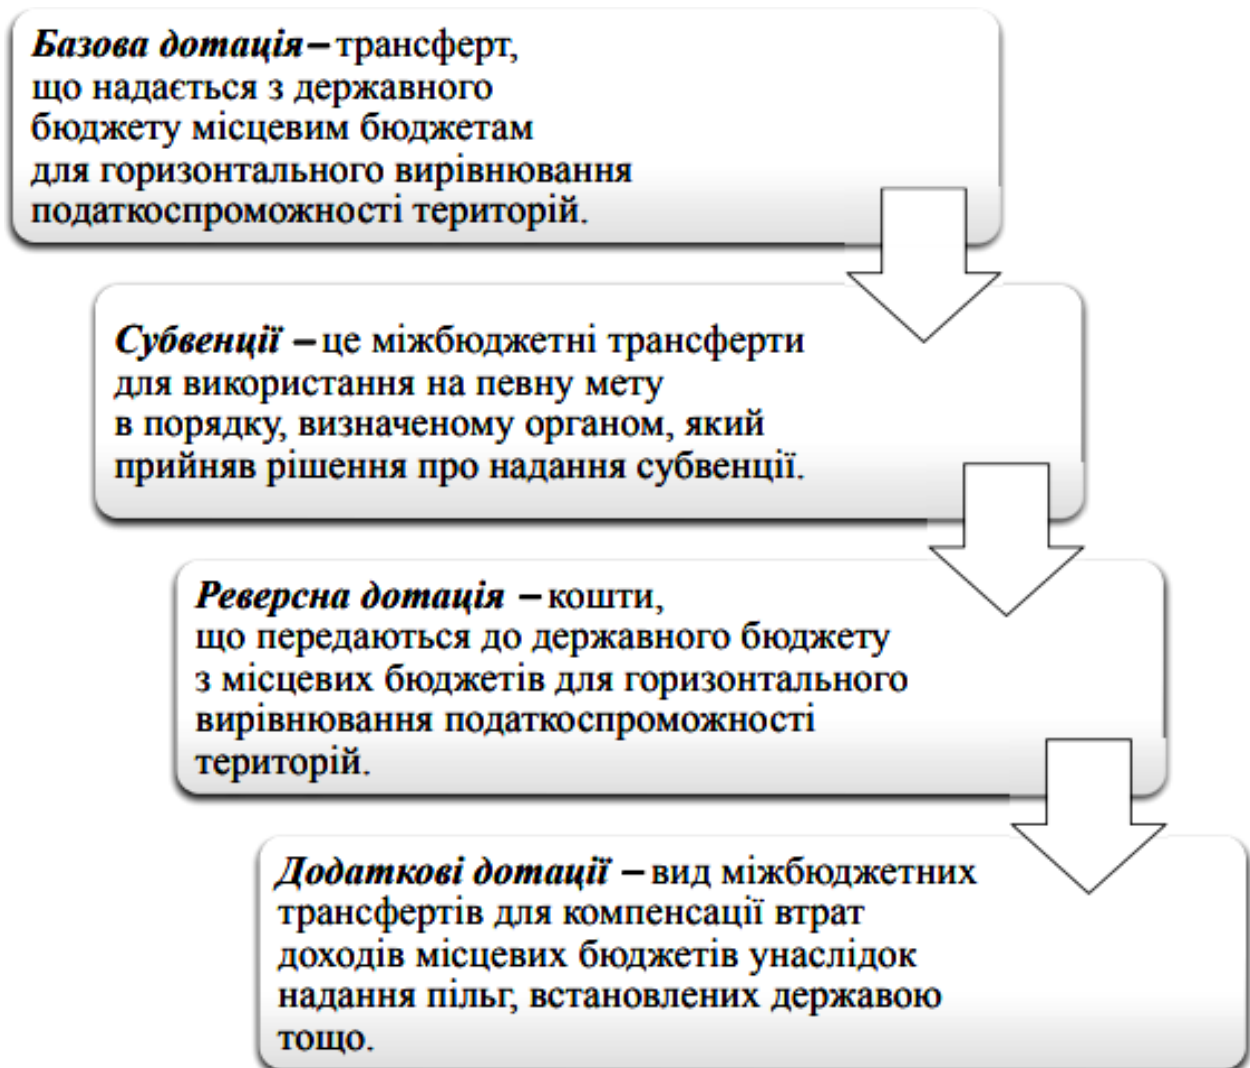 Базова дотація – трансферт,
що надається з державного
бюджету місцевим бюджетам
для горизонтального вирівнювання
податкоспроможності територій.
Субвенції – це міжбюджетні трансферти
для використання на певну мету
в порядку, визначеному органом, який
прийняв рішення про надання субвенції.
Реверсна дотація – кошти,
що передаються до державного бюджету
з місцевих бюджетів для горизонтального
вирівнювання податкоспроможності
територій.
Додаткові дотації – вид міжбюджетних
трансфертів для компенсації втрат
доходів місцевих бюджетів унаслідок
надання пільг, встановлених державою
тощо.